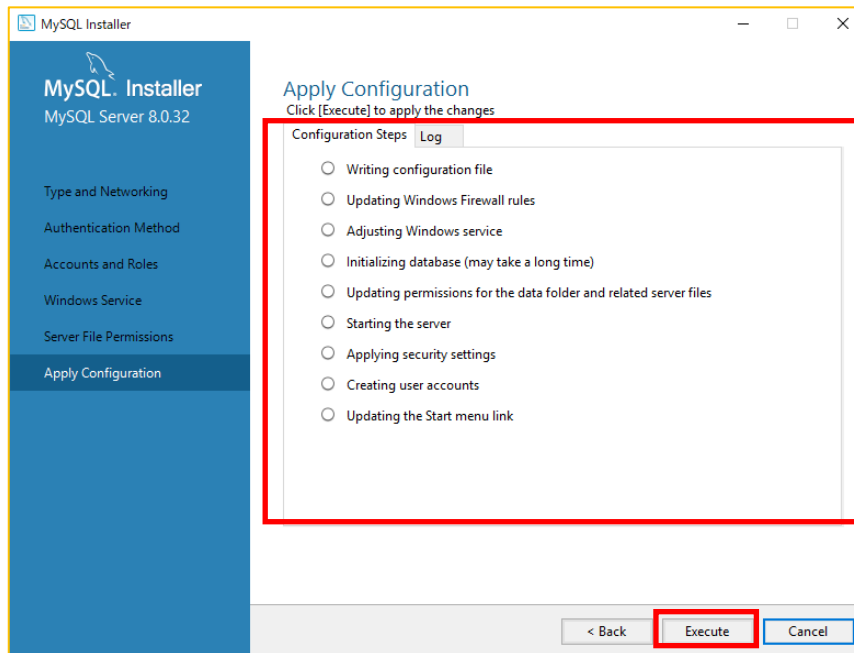 MySQL Installer
MySQL. Installer
MySQL Server 8.0.32
Type and Networking
Authentication Method
Accounts and Roles
Windows Service
Server File Permissions
Apply Configuration
Apply Configuration
Click [Execute] to apply the changes
Configuration Steps Log
Writing configuration file
Updating Windows Firewall rules
Adjusting Windows service
Initializing database (may take a long time)
Updating permissions for the data folder and related server files
Starting the server
Applying security settings
Creating user accounts
Updating the Start menu link
< Back Execute Cancel